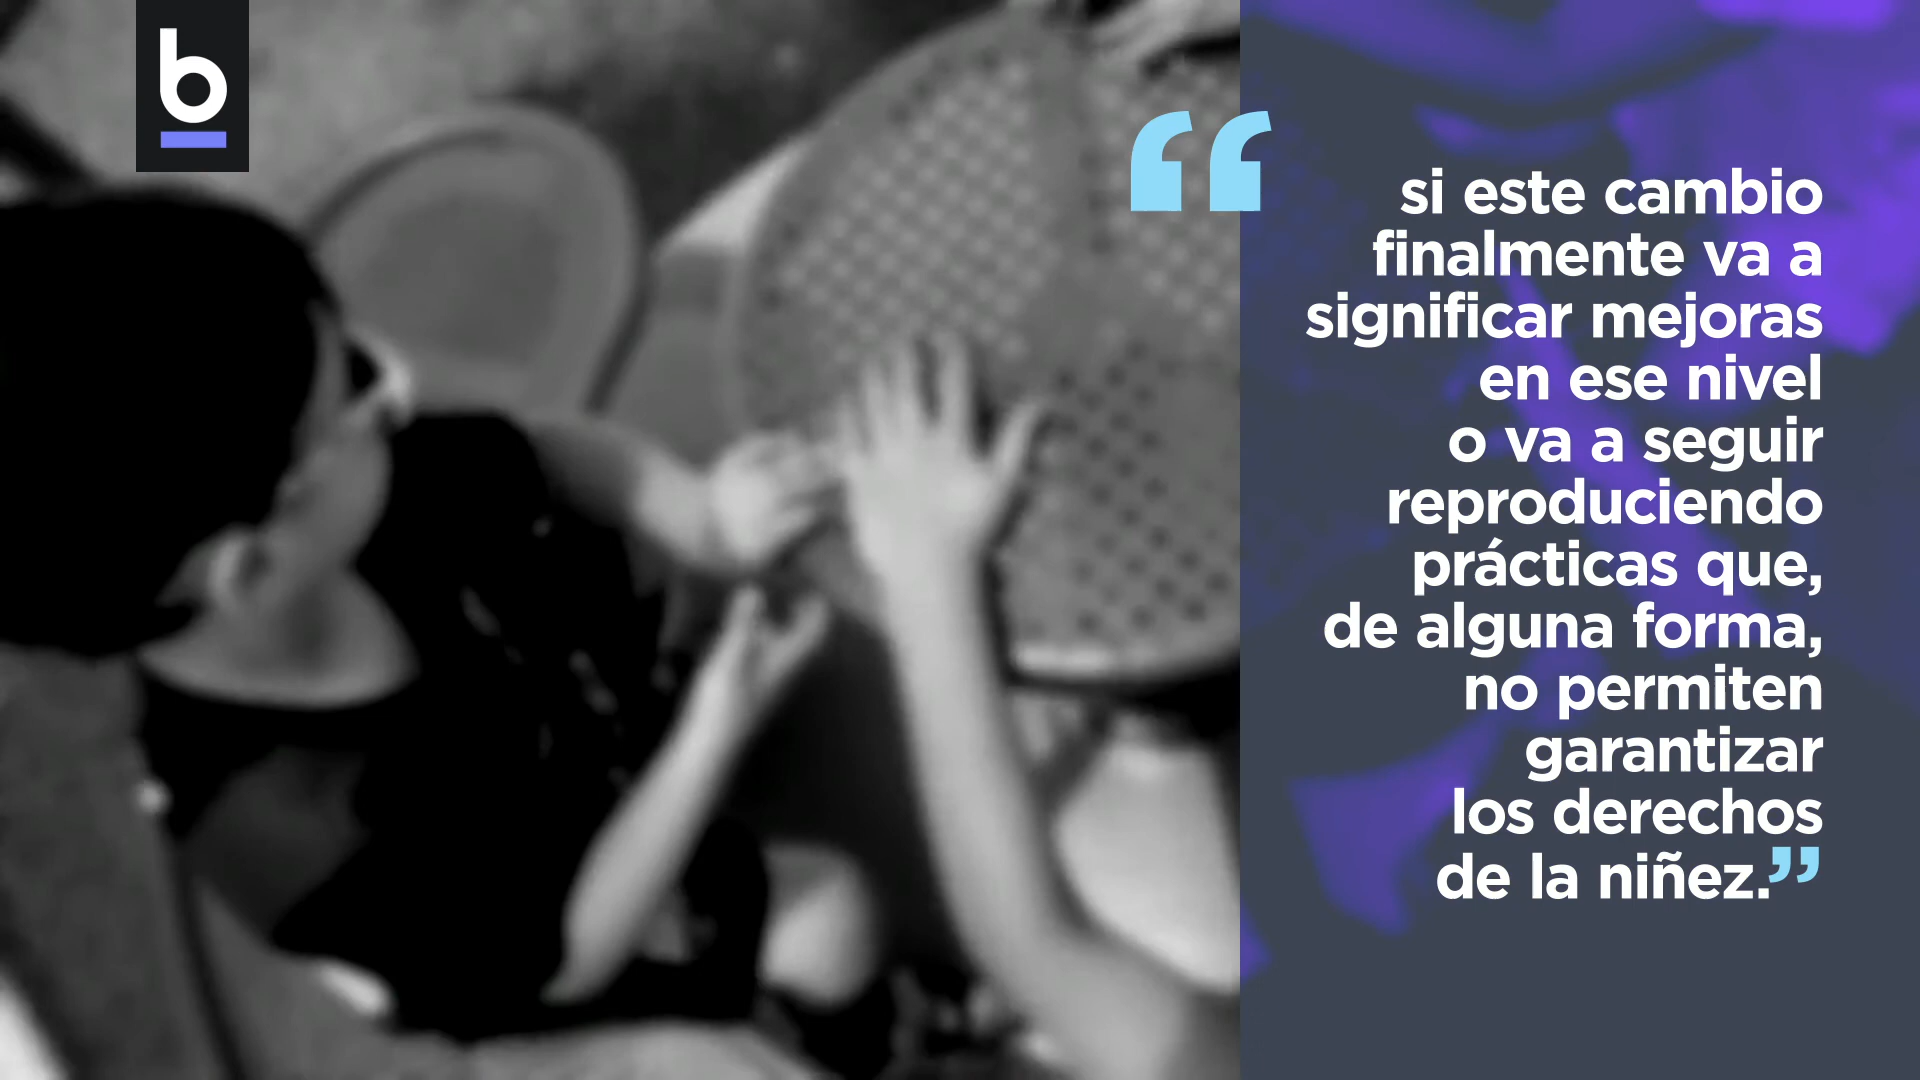 b
“si este cambio
finalmente va a
significar mejoras
en ese nivel
o va a seguir
reproduciendo
prácticas que,
de alguna forma,
no permiten
garantizar
los derechos
de la niñez.”